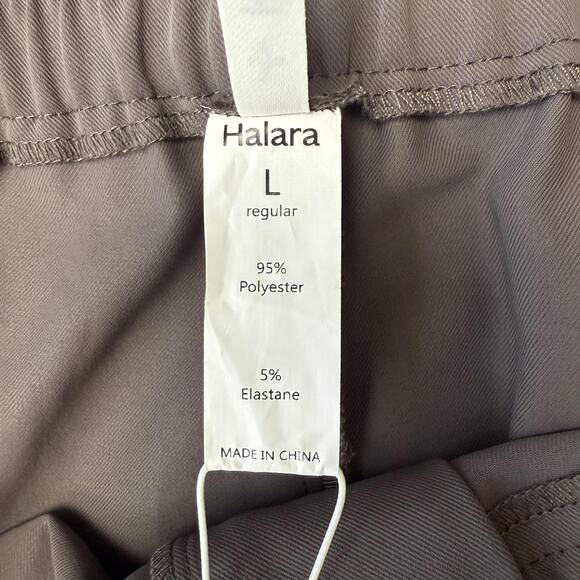 Halara
L
regular
95%
Polyester
5%
Elastane
MADE IN CHINA